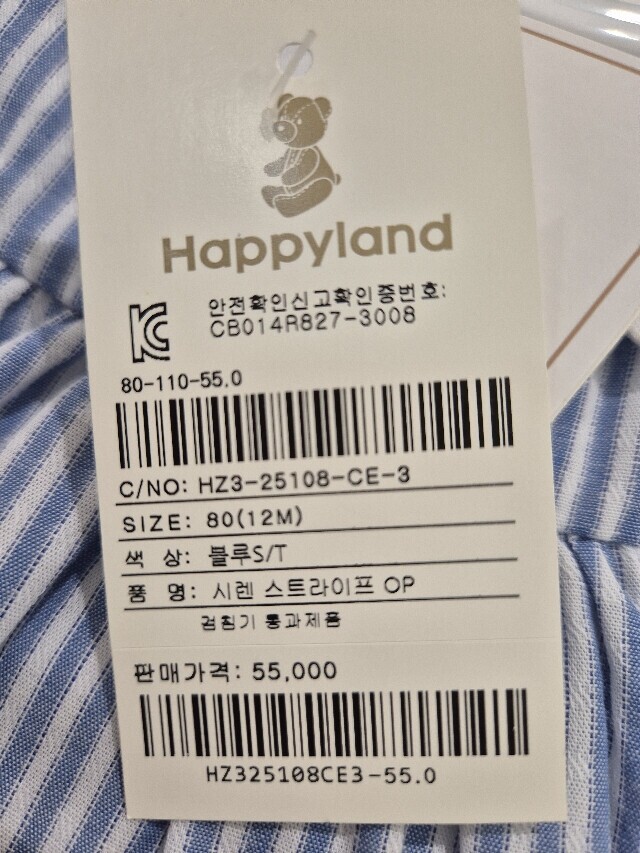 Happyland
안전확인신고확인증번호:
CB014R827-3008
80-110-55.0
C/NO: HZ3-25108-CE-3
SIZE: 80(12M)
색 상: 블루S/T
품 명: 시렌 스트라이프 OP
검침기 통과제품
판매가격: 55,000
HZ325108CE3-55.0